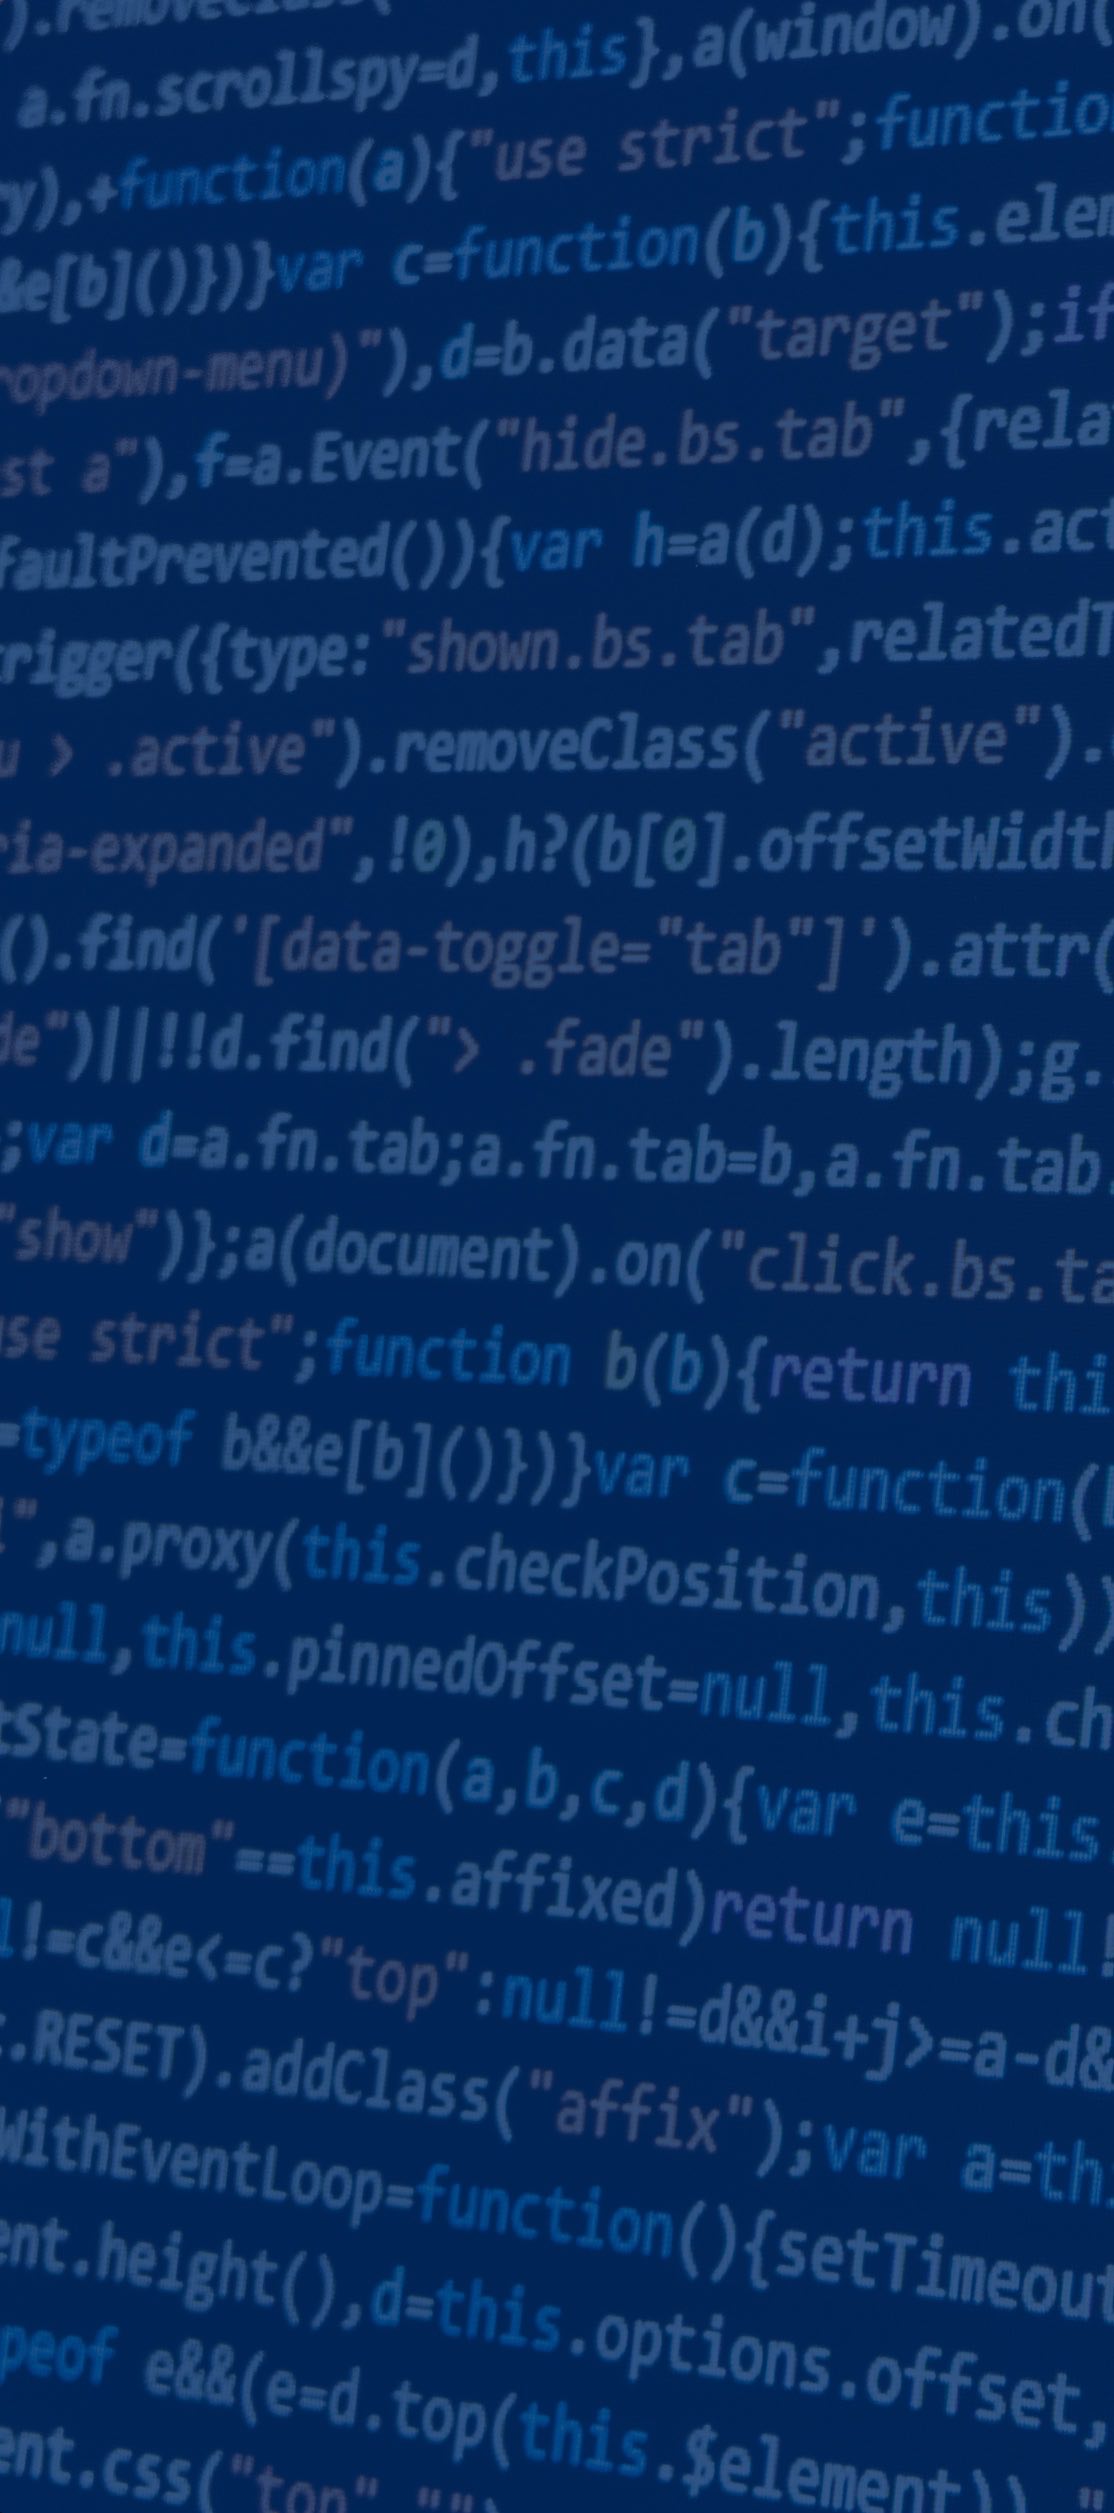 ).removeClass(
a.fn.scrollspy=d,this},a(window).on(
y),+function(a){"use strict";functio
&e[b]()})}var c=function(b){this.elem
ropdown-menu)"),d=b.data("target");if
st a"),f=a.Event("hide.bs.tab",{rela
faultPrevented()){var h=a(d);this.act
rigger({type:"shown.bs.tab",relatedT
u > .active").removeClass("active").
ria-expanded",!0),h?(b[0].offsetWidth
().find('[data-toggle="tab"]').attr(
de")||!!d.find("> .fade").length);g.
;var d=a.fn.tab;a.fn.tab=b,a.fn.tab.
"show")};a(document).on("click.bs.ta
se strict";function b(b){return thi
=typeof b&&e[b]()})}var c=function(b
",a.proxy(this.checkPosition,this))
null,this.pinnedOffset=null,this.ch
tState=function(a,b,c,d){var e=this.
"bottom"==this.affixed)return null!
l!=c&&e<=c?"top":null!=d&&i+j>=a-d&
t.RESET).addClass("affix");var a=thi
WithEventLoop=function(){setTimeout
ent.height(),d=this.options.offset,
peof e&&(e=d.top(this.$element)),"
ent.css("top","")